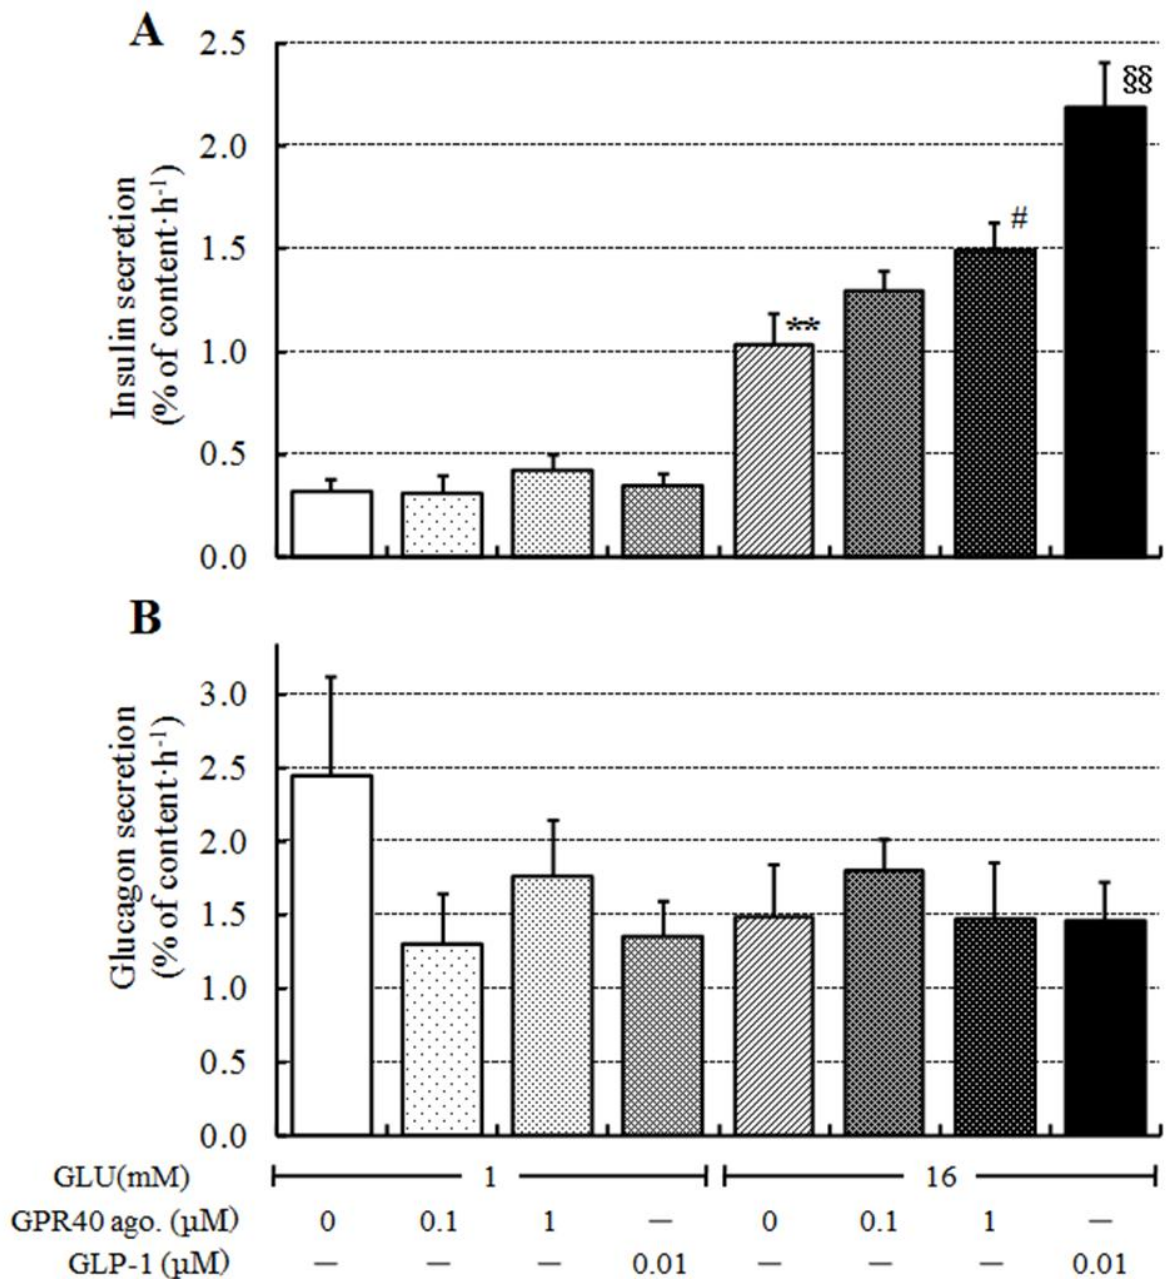 A
2.5
2.0
1.5
1.0
0.5
0.0
Insulin secretion
(% of content·h⁻¹)
**
#
§§
B
3.0
2.5
2.0
1.5
1.0
0.5
0.0
Glucagon secretion
(% of content·h⁻¹)
GLU(mM) 1 16
GPR40 ago. (µM) 0 0.1 1 — 0 0.1 1 —
GLP-1 (µM) — — — 0.01 — — — 0.01